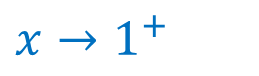 x → 1⁺